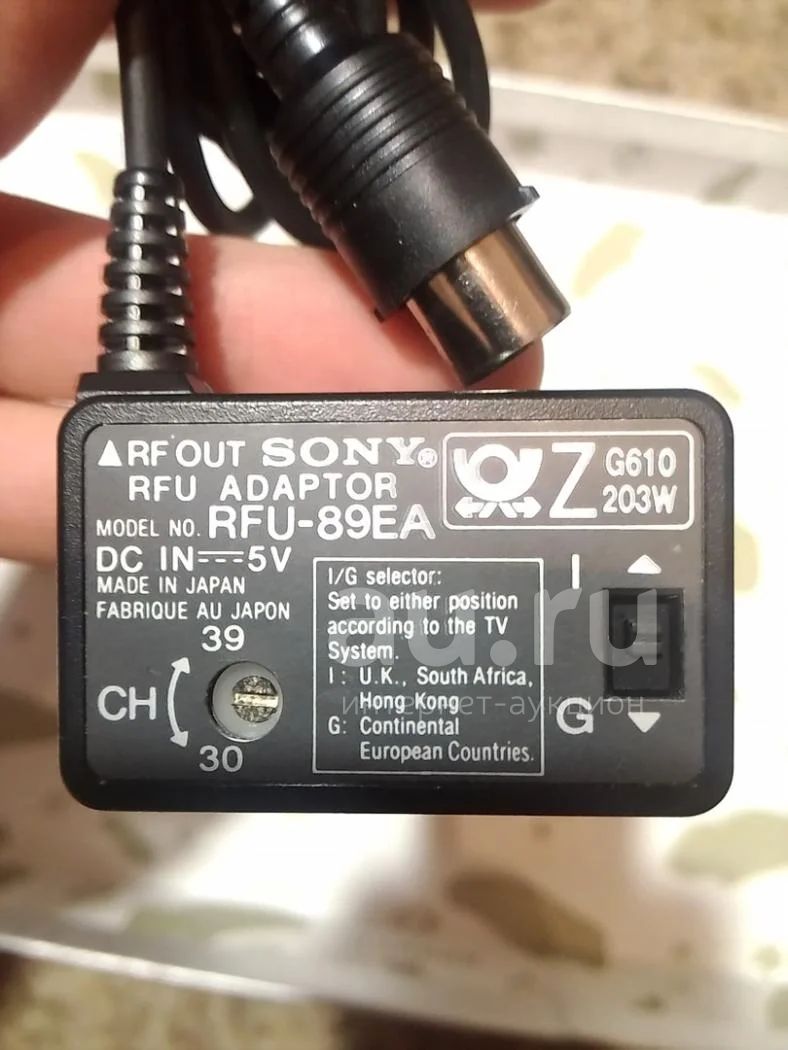 ▲RF OUT SONY®
RFU ADAPTOR
MODEL NO. RFU-89EA
DC IN ⎓ 5V
MADE IN JAPAN
FABRIQUE AU JAPON
Z
G610
203W
39
CH
30
I/G selector:
Set to either position
according to the TV
System.
I : U.K., South Africa,
Hong Kong
G: Continental
European Countries.
I
G
au.ru
интернет-аукцион